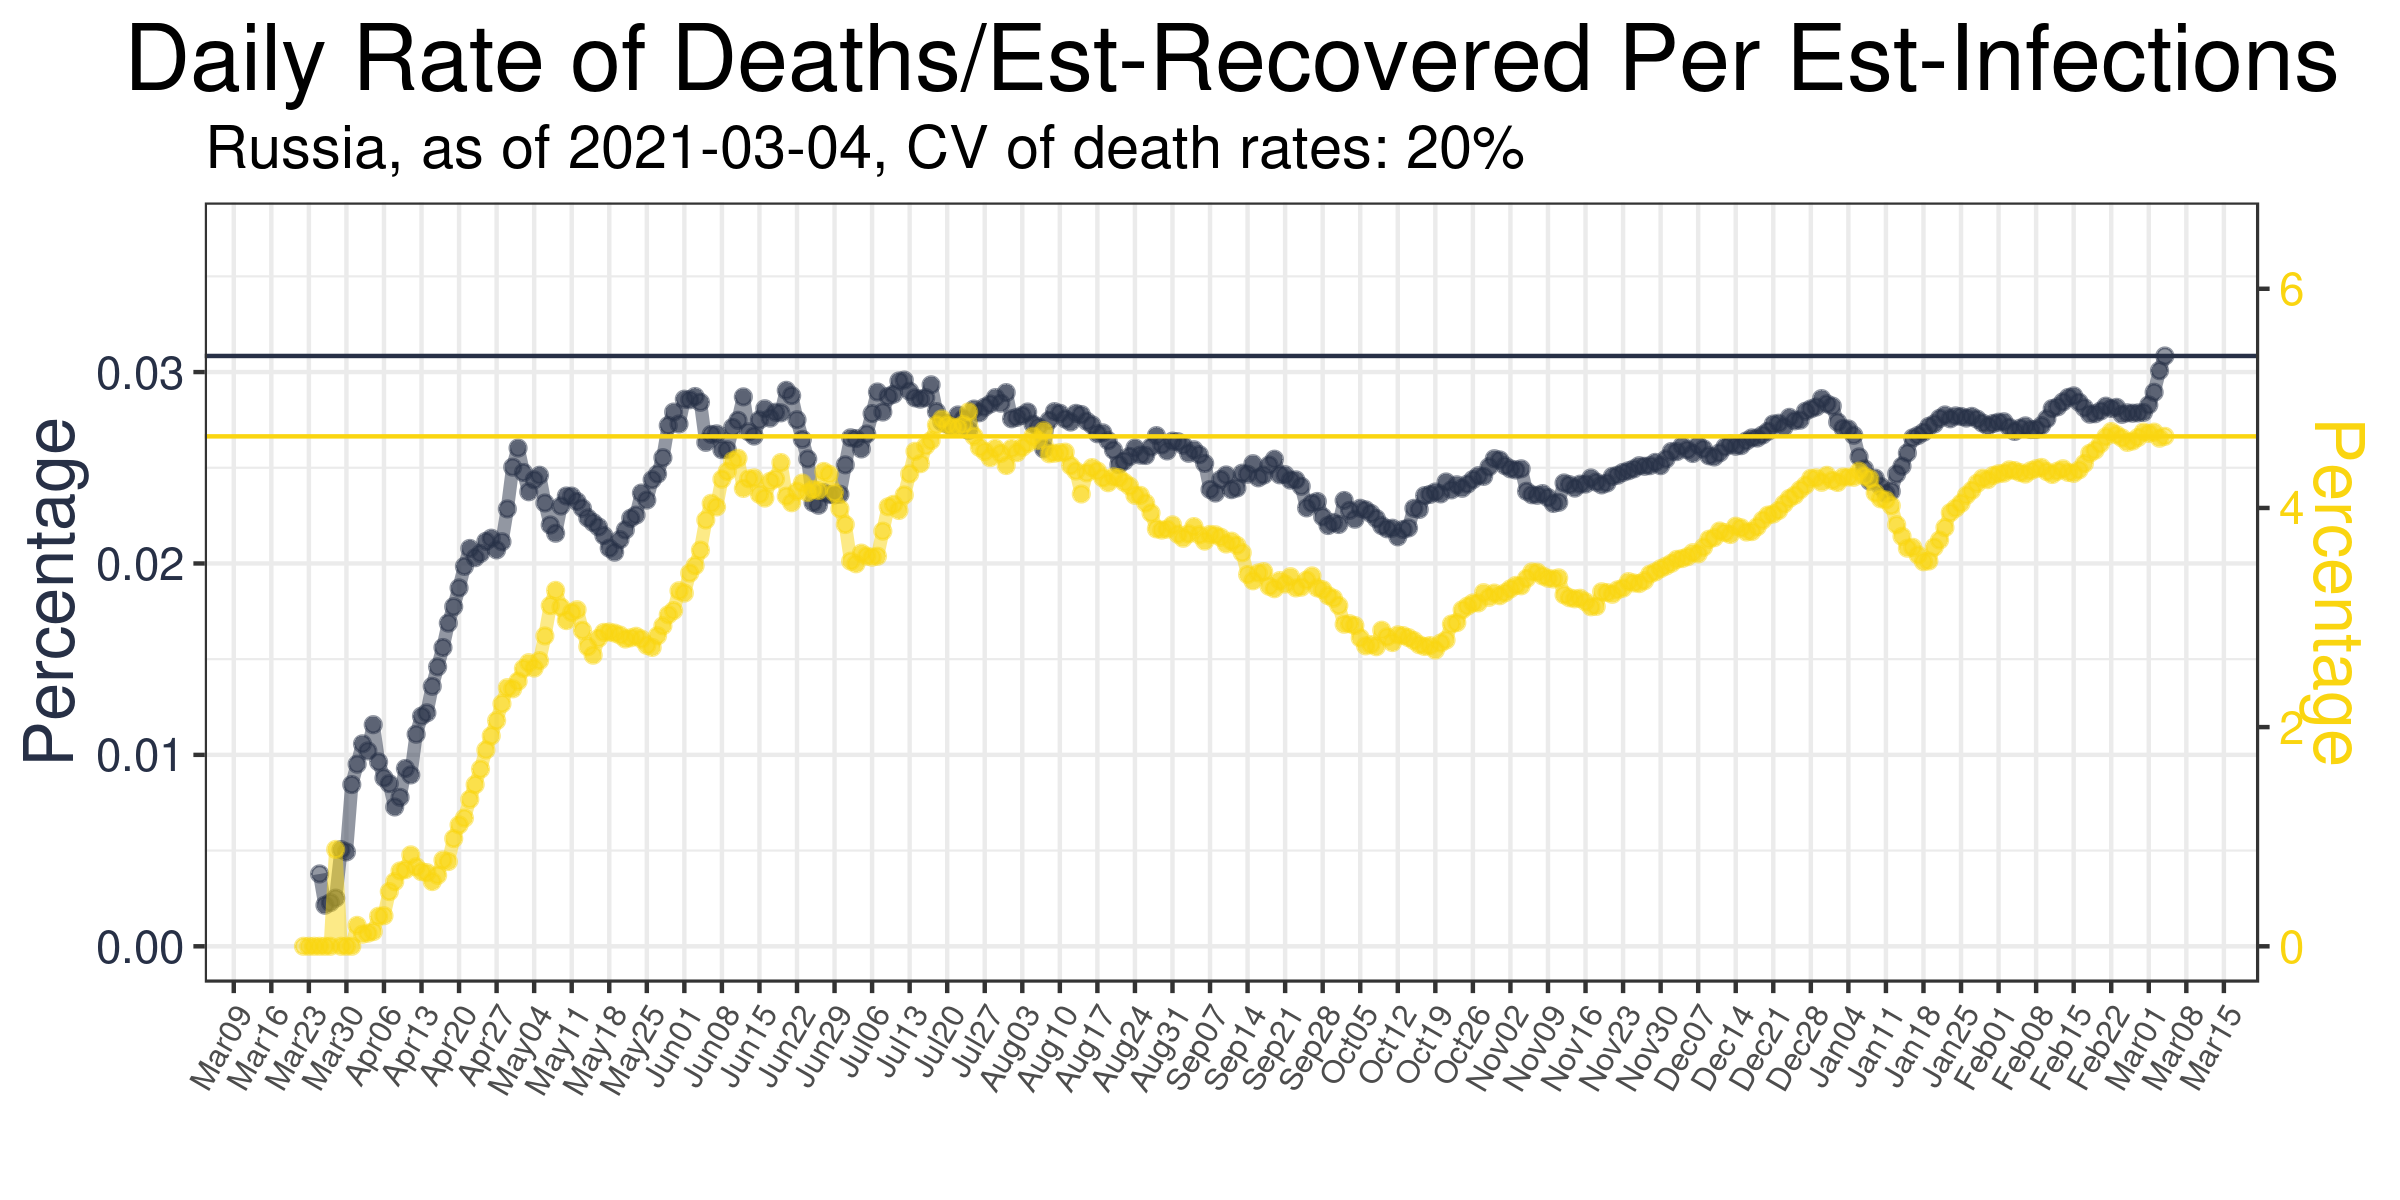 Daily Rate of Deaths/Est-Recovered Per Est-Infections
Russia, as of 2021-03-04, CV of death rates: 20%
Percentage
0.03
0.02
0.01
0.00
6
4
2
0
Percentage
Mar09
Mar16
Mar23
Mar30
Apr06
Apr13
Apr20
Apr27
May04
May11
May18
May25
Jun01
Jun08
Jun15
Jun22
Jun29
Jul06
Jul13
Jul20
Jul27
Aug03
Aug10
Aug17
Aug24
Aug31
Sep07
Sep14
Sep21
Sep28
Oct05
Oct12
Oct19
Oct26
Nov02
Nov09
Nov16
Nov23
Nov30
Dec07
Dec14
Dec21
Dec28
Jan04
Jan11
Jan18
Jan25
Feb01
Feb08
Feb15
Feb22
Mar01
Mar08
Mar15